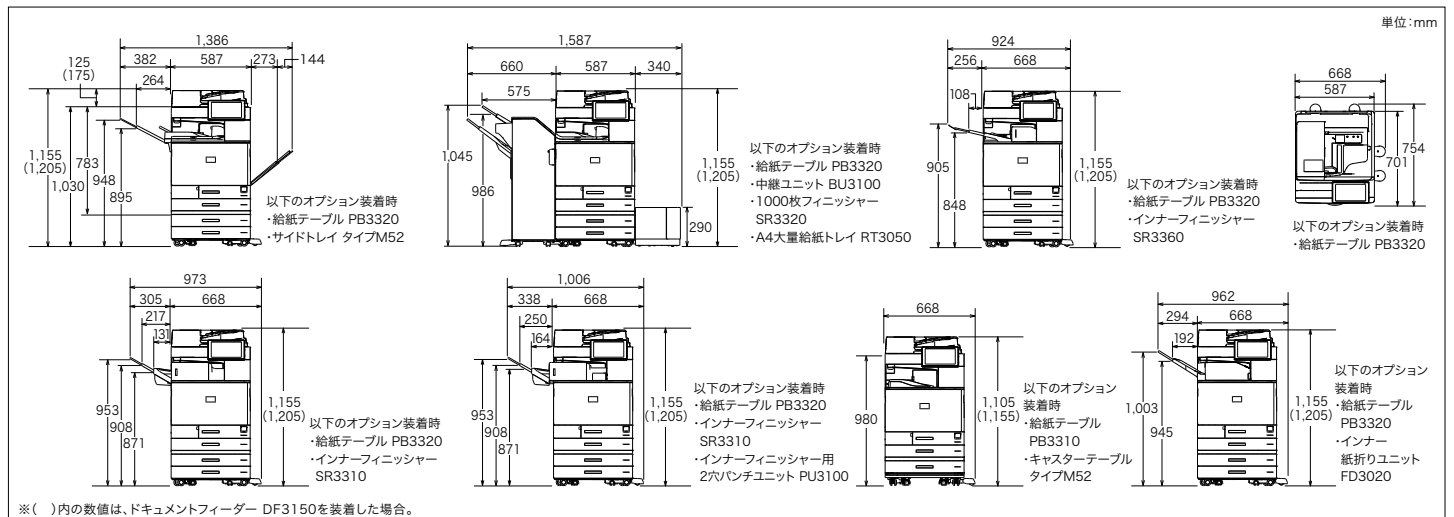 単位:mm
1,386
382
587
273
144
125
(175)
264
1,155
(1,205)
1,030
783
948
895
以下のオプション装着時
・給紙テーブル PB3320
・サイドトレイ タイプM52
1,587
660
587
340
575
1,045
986
1,155
(1,205)
290
以下のオプション装着時
・給紙テーブル PB3320
・中継ユニット BU3100
・1000枚フィニッシャー
SR3320
・A4大量給紙トレイ RT3050
924
256
668
108
905
848
1,155
(1,205)
以下のオプション装着時
・給紙テーブル PB3320
・インナーフィニッシャー
SR3360
668
587
701
754
以下のオプション装着時
・給紙テーブル PB3320
973
305
668
217
131
953
908
871
1,155
(1,205)
以下のオプション装着時
・給紙テーブル PB3320
・インナーフィニッシャー
SR3310
1,006
338
668
250
164
953
908
871
1,155
(1,205)
以下のオプション装着時
・給紙テーブル PB3320
・インナーフィニッシャー
SR3310
・インナーフィニッシャー用
2穴パンチユニット PU3100
668
980
1,105
(1,155)
以下のオプション
装着時
・給紙テーブル
PB3310
・キャスターテーブル
タイプM52
962
294
668
192
1,003
945
1,155
(1,205)
以下のオプション
装着時
・給紙テーブル
PB3320
・インナー
紙折りユニット
FD3020
※( )内の数値は、ドキュメントフィーダー DF3150を装着した場合。